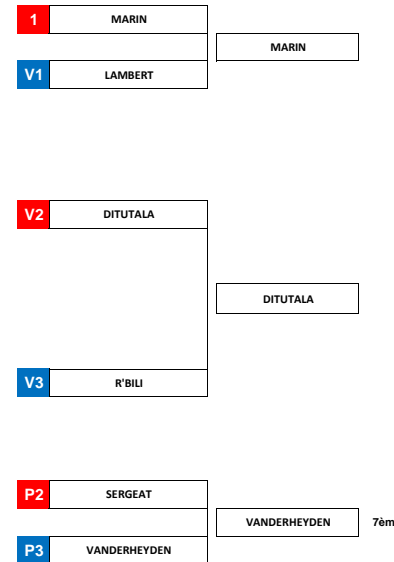 1 MARIN
MARIN
V1 LAMBERT
V2 DITUTALA
DITUTALA
V3 R'BILI
P2 SERGEAT
VANDERHEYDEN 7èm
P3 VANDERHEYDEN